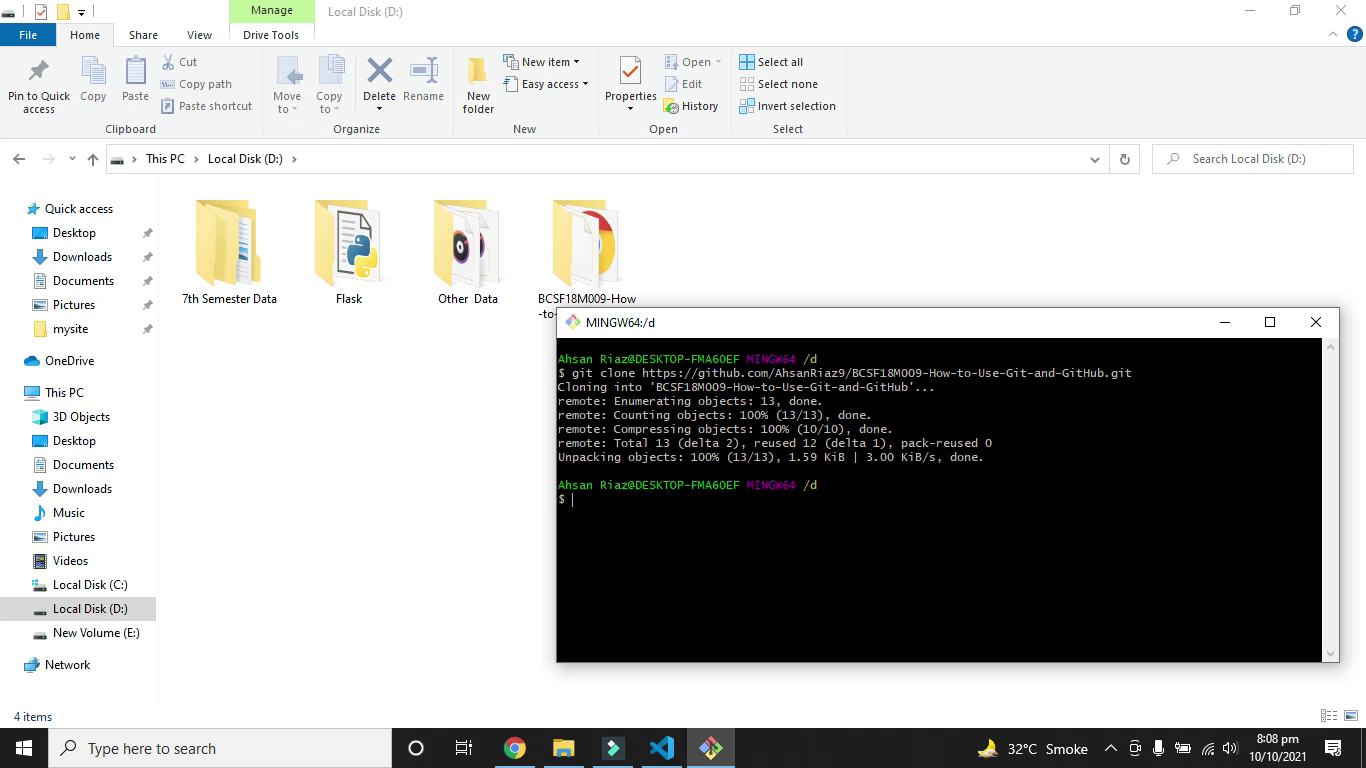 Manage
Local Disk (D:)
File
Home
Share
View
Drive Tools
Pin to Quick access
Copy
Paste
Cut
Copy path
Paste shortcut
Clipboard
Move to
Copy to
Delete
Rename
Organize
New folder
New item
Easy access
New
Properties
Open
Edit
History
Open
Select all
Select none
Invert selection
Select
This PC
Local Disk (D:)
Search Local Disk (D:)
Quick access
Desktop
Downloads
Documents
Pictures
mysite
OneDrive
This PC
3D Objects
Desktop
Documents
Downloads
Music
Pictures
Videos
Local Disk (C:)
Local Disk (D:)
New Volume (E:)
Network
7th Semester Data
Flask
Other  Data
BCSF18M009-How
MINGW64:/d
Ahsan Riaz@DESKTOP-FMA60EF MINGW64 /d
$ git clone https://github.com/AhsanRiaz9/BCSF18M009-How-to-Use-Git-and-GitHub.git
Cloning into 'BCSF18M009-How-to-Use-Git-and-GitHub'...
remote: Enumerating objects: 13, done.
remote: Counting objects: 100% (13/13), done.
remote: Compressing objects: 100% (10/10), done.
remote: Total 13 (delta 2), reused 12 (delta 1), pack-reused 0
Unpacking objects: 100% (13/13), 1.59 KiB | 3.00 KiB/s, done.
Ahsan Riaz@DESKTOP-FMA60EF MINGW64 /d
$
4 items
Type here to search
32°C Smoke
8:08 pm
10/10/2021